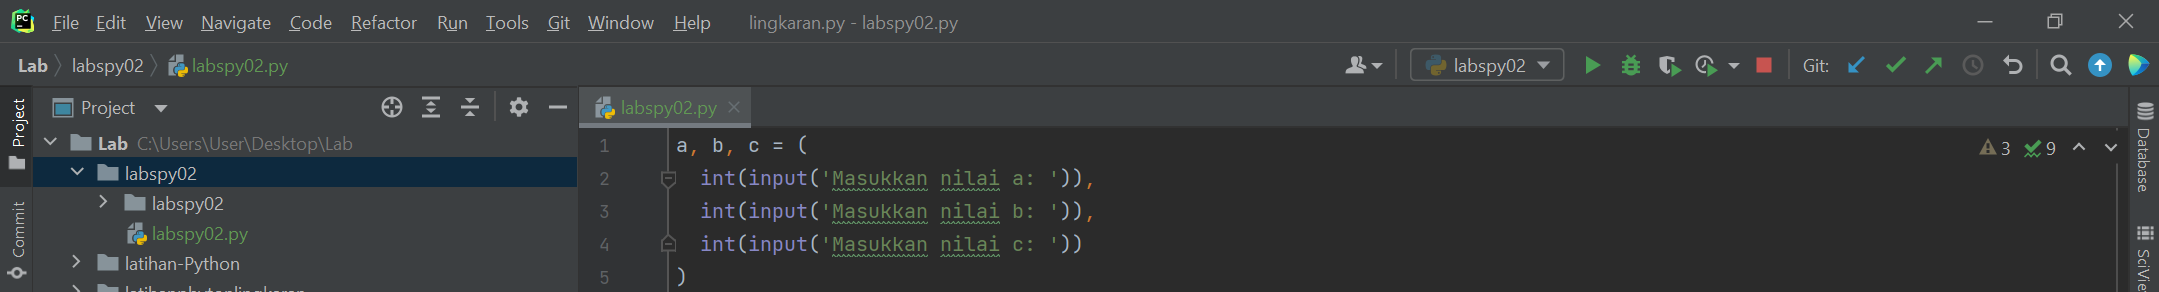 PC File Edit View Navigate Code Refactor Run Tools Git Window Help lingkaran.py - labspy02.py
Lab labspy02 labspy02.py labspy02 Git:
Project
Commit
Project
Lab C:\Users\User\Desktop\Lab
labspy02
labspy02
labspy02.py
latihan-Python
labspy02.py
1 a, b, c = (
2 int(input('Masukkan nilai a: ')),
3 int(input('Masukkan nilai b: ')),
4 int(input('Masukkan nilai c: '))
5 )
3 9
Database
SciVie